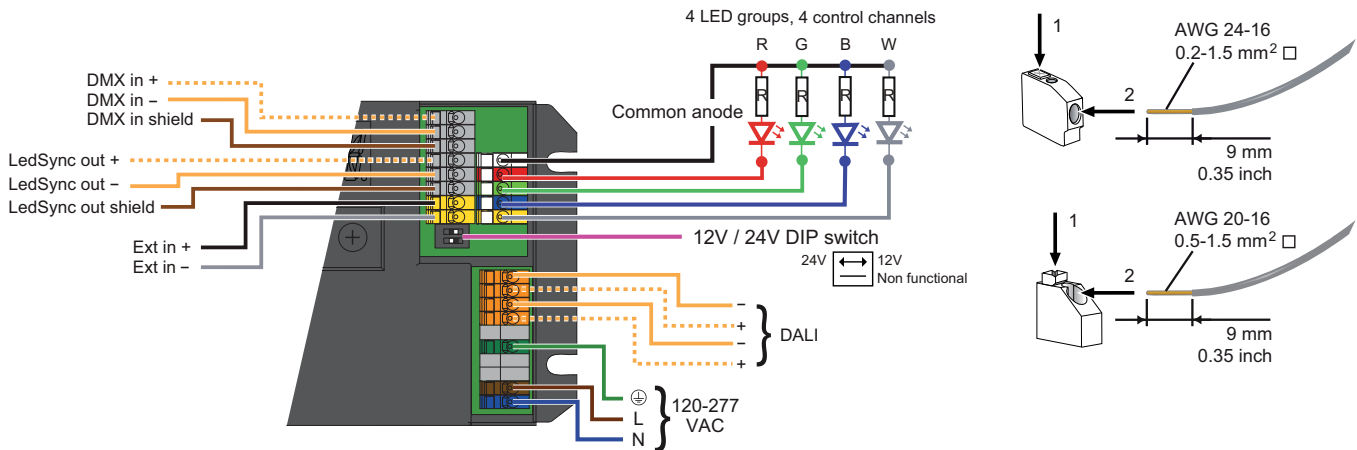 4 LED groups, 4 control channels
R G B W
R R R R
Common anode
DMX in +
DMX in –
DMX in shield
LedSync out +
LedSync out –
LedSync out shield
Ext in +
Ext in –
12V / 24V DIP switch
24V 12V
Non functional
–
+
–
+
DALI
L
N
120-277
VAC
1
2
AWG 24-16
0.2-1.5 mm²
9 mm
0.35 inch
1
2
AWG 20-16
0.5-1.5 mm²
9 mm
0.35 inch